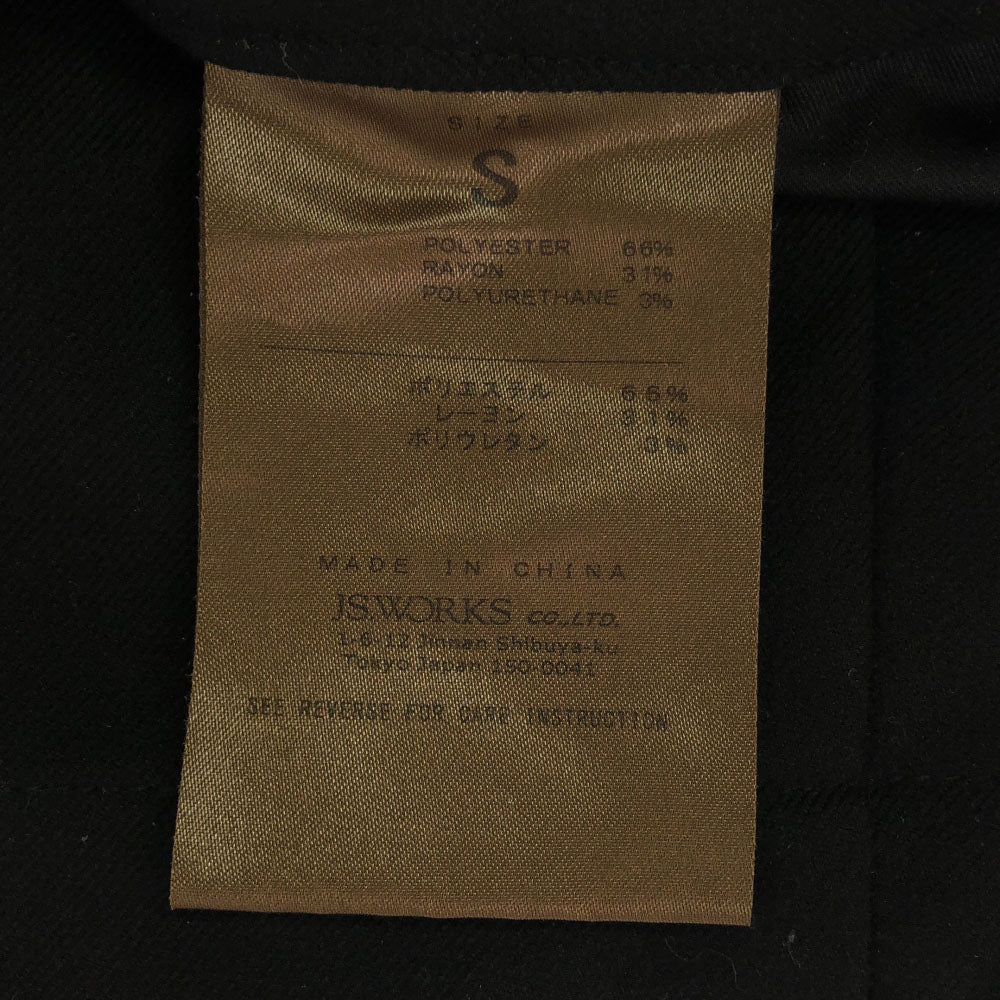 SIZE
S
POLYESTER 66%
RAYON 31%
POLYURETHANE 3%
ポリエステル 66%
レーヨン 31%
ポリウレタン 3%
MADE IN CHINA
JS.WORKS CO.,LTD.
1-6-12 Jinnan Shibuya-ku
Tokyo Japan 150-0041
SEE REVERSE FOR CARE INSTRUCTION